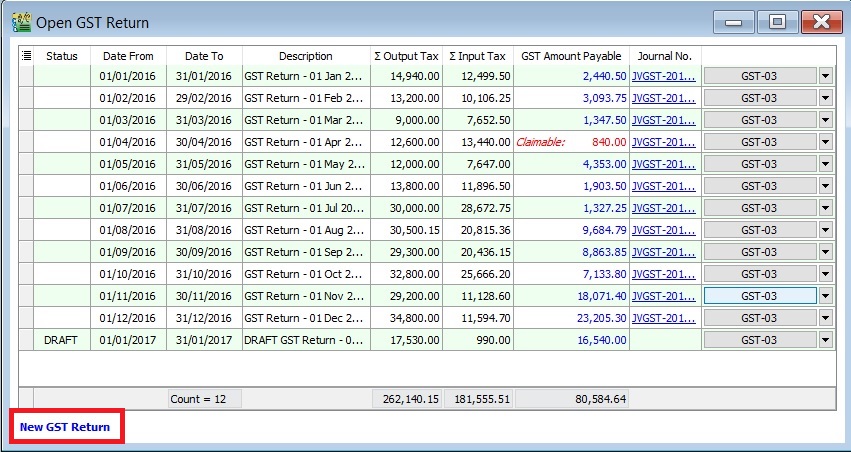 Open GST Return
Status Date From Date To Description Σ Output Tax Σ Input Tax GST Amount Payable Journal No.
01/01/2016 31/01/2016 GST Return - 01 Jan 2... 14,940.00 12,499.50 2,440.50 JVGST-201... GST-03
01/02/2016 29/02/2016 GST Return - 01 Feb 2... 13,200.00 10,106.25 3,093.75 JVGST-201... GST-03
01/03/2016 31/03/2016 GST Return - 01 Mar 2... 9,000.00 7,652.50 1,347.50 JVGST-201... GST-03
01/04/2016 30/04/2016 GST Return - 01 Apr 2... 12,600.00 13,440.00 Claimable: 840.00 JVGST-201... GST-03
01/05/2016 31/05/2016 GST Return - 01 May 2... 12,000.00 7,647.00 4,353.00 JVGST-201... GST-03
01/06/2016 30/06/2016 GST Return - 01 Jun 2... 13,800.00 11,896.50 1,903.50 JVGST-201... GST-03
01/07/2016 31/07/2016 GST Return - 01 Jul 20... 30,000.00 28,672.75 1,327.25 JVGST-201... GST-03
01/08/2016 31/08/2016 GST Return - 01 Aug 2... 30,500.15 20,815.36 9,684.79 JVGST-201... GST-03
01/09/2016 30/09/2016 GST Return - 01 Sep 2... 29,300.00 20,436.15 8,863.85 JVGST-201... GST-03
01/10/2016 31/10/2016 GST Return - 01 Oct 2... 32,800.00 25,666.20 7,133.80 JVGST-201... GST-03
01/11/2016 30/11/2016 GST Return - 01 Nov 2... 29,200.00 11,128.60 18,071.40 JVGST-201... GST-03
01/12/2016 31/12/2016 GST Return - 01 Dec 2... 34,800.00 11,594.70 23,205.30 JVGST-201... GST-03
DRAFT 01/01/2017 31/01/2017 DRAFT GST Return - 0... 17,530.00 990.00 16,540.00 GST-03
Count = 12 262,140.15 181,555.51 80,584.64
New GST Return